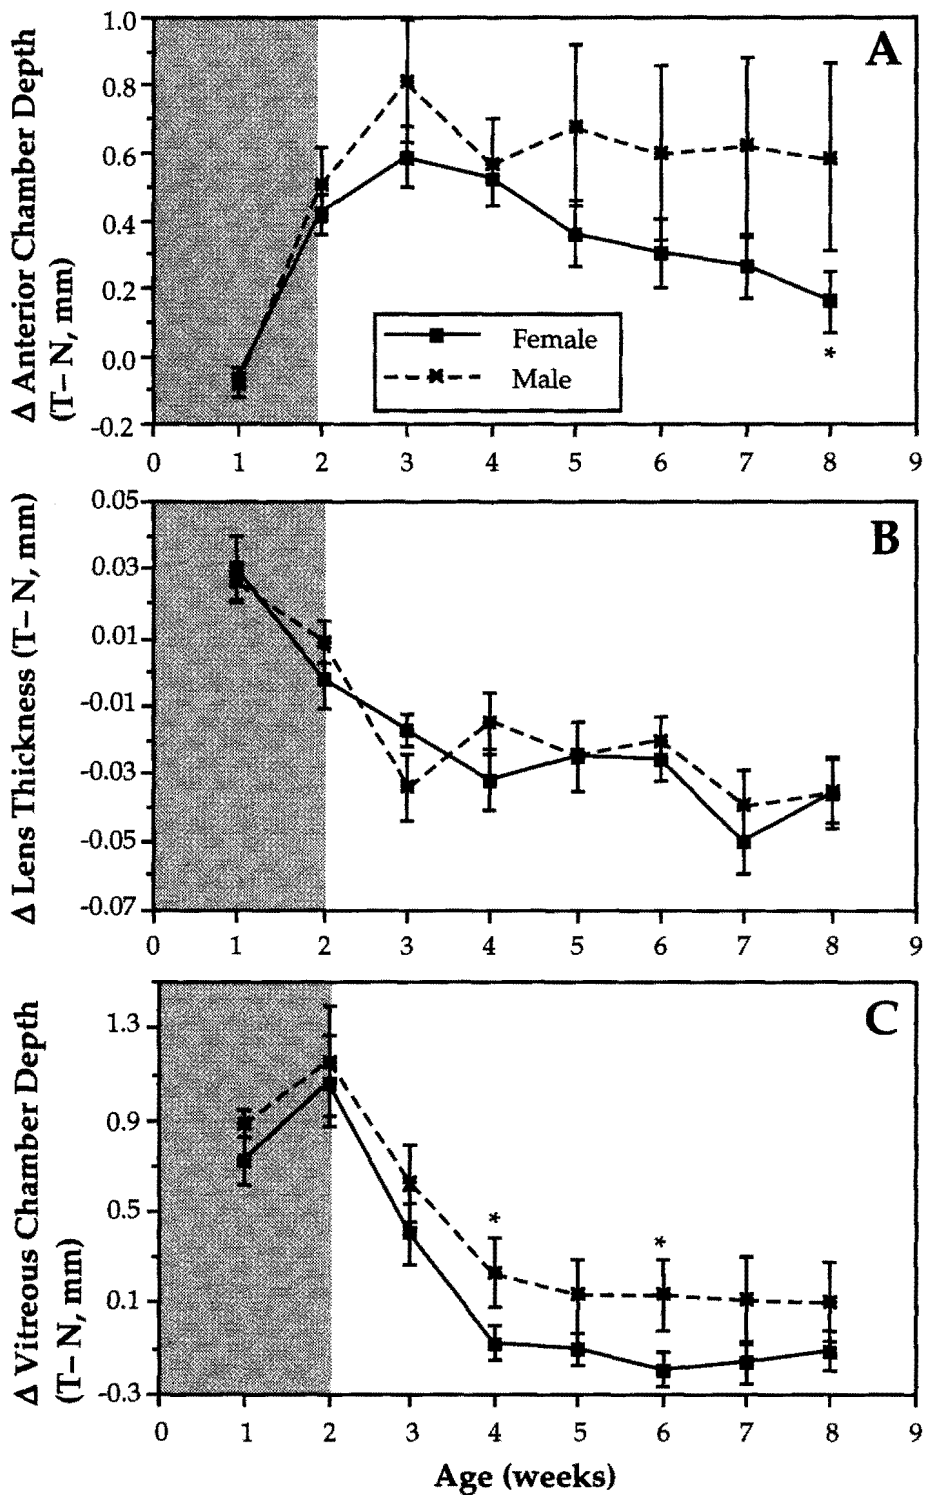 Δ Anterior Chamber Depth
(T– N, mm)
1.0
0.8
0.6
0.4
0.2
0.0
-0.2
A
Female
Male
*
0 1 2 3 4 5 6 7 8 9
Δ Lens Thickness (T– N, mm)
0.05
0.03
0.01
-0.01
-0.03
-0.05
-0.07
B
0 1 2 3 4 5 6 7 8 9
Δ Vitreous Chamber Depth
(T– N, mm)
1.3
0.9
0.5
0.1
-0.3
C
* *
0 1 2 3 4 5 6 7 8 9
Age (weeks)